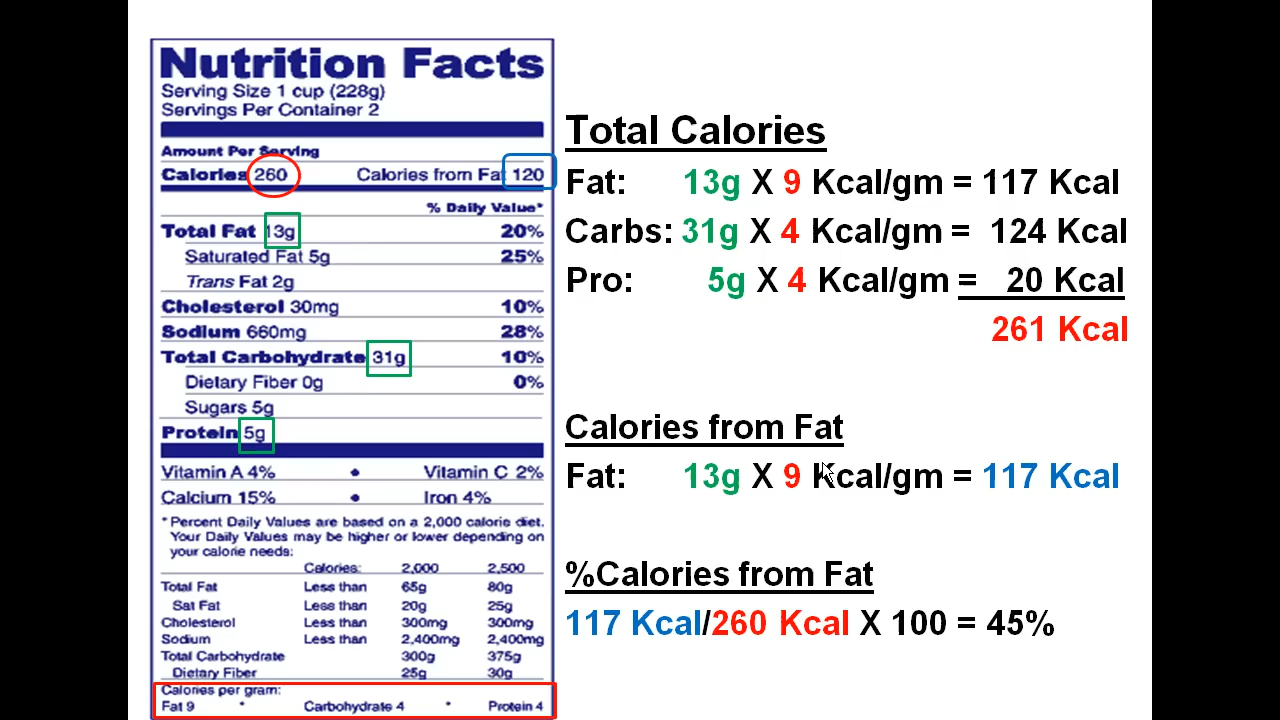 Nutrition Facts
Serving Size 1 cup (228g)
Servings Per Container 2
Amount Per Serving
Calories 260 Calories from Fat 120
% Daily Value*
Total Fat 13g 20%
Saturated Fat 5g 25%
Trans Fat 2g
Cholesterol 30mg 10%
Sodium 660mg 28%
Total Carbohydrate 31g 10%
Dietary Fiber 0g 0%
Sugars 5g
Protein 5g
Vitamin A 4% • Vitamin C 2%
Calcium 15% • Iron 4%
* Percent Daily Values are based on a 2,000 calorie diet.
Your Daily Values may be higher or lower depending on
your calorie needs:
Calories: 2,000 2,500
Total Fat Less than 65g 80g
Sat Fat Less than 20g 25g
Cholesterol Less than 300mg 300mg
Sodium Less than 2,400mg 2,400mg
Total Carbohydrate 300g 375g
Dietary Fiber 25g 30g
Calories per gram:
Fat 9 * Carbohydrate 4 * Protein 4
Total Calories
Fat: 13g X 9 Kcal/gm = 117 Kcal
Carbs: 31g X 4 Kcal/gm = 124 Kcal
Pro: 5g X 4 Kcal/gm = 20 Kcal
261 Kcal
Calories from Fat
Fat: 13g X 9 Kcal/gm = 117 Kcal
%Calories from Fat
117 Kcal/260 Kcal X 100 = 45%